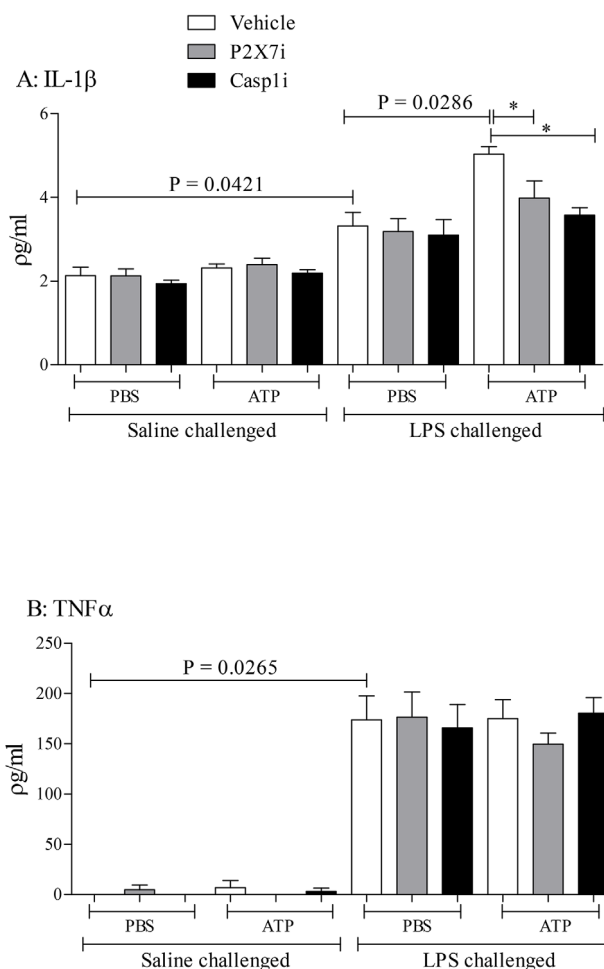 Vehicle
P2X7i
Casp1i
A: IL-1β
6
4
2
0
ρg/ml
P = 0.0421
P = 0.0286
*
*
PBS
ATP
PBS
ATP
Saline challenged
LPS challenged
B: TNFα
250
200
150
100
50
0
ρg/ml
P = 0.0265
PBS
ATP
PBS
ATP
Saline challenged
LPS challenged